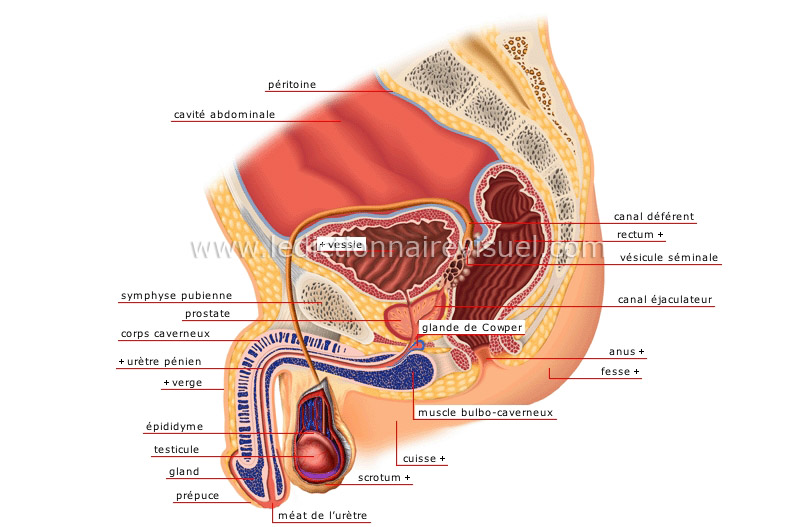 péritoine
cavité abdominale
canal déférent
rectum +
www.ledictionnairevisuel.com
+ vessie
vésicule séminale
symphyse pubienne
canal éjaculateur
prostate
glande de Cowper
corps caverneux
anus +
+ urètre pénien
fesse +
+ verge
muscle bulbo-caverneux
épididyme
testicule
cuisse +
gland
scrotum +
prépuce
méat de l'urètre